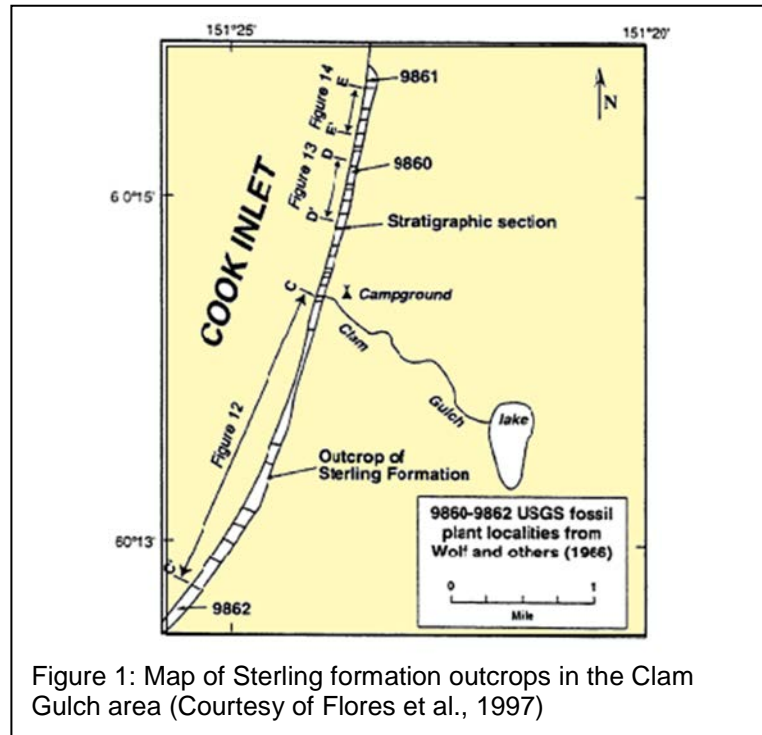 151°25'
151°20'
E
9861
Figure 14
N
E'
D
9860
Figure 13
6 0°15'
D'
Stratigraphic section
COOK INLET
C
Campground
Clam
Gulch
lake
Figure 12
Outcrop of
Sterling Formation
9860-9862 USGS fossil
plant localities from
Wolf and others (1966)
0 1
Mile
60°13'
C'
9862
Figure 1: Map of Sterling formation outcrops in the Clam
Gulch area (Courtesy of Flores et al., 1997)